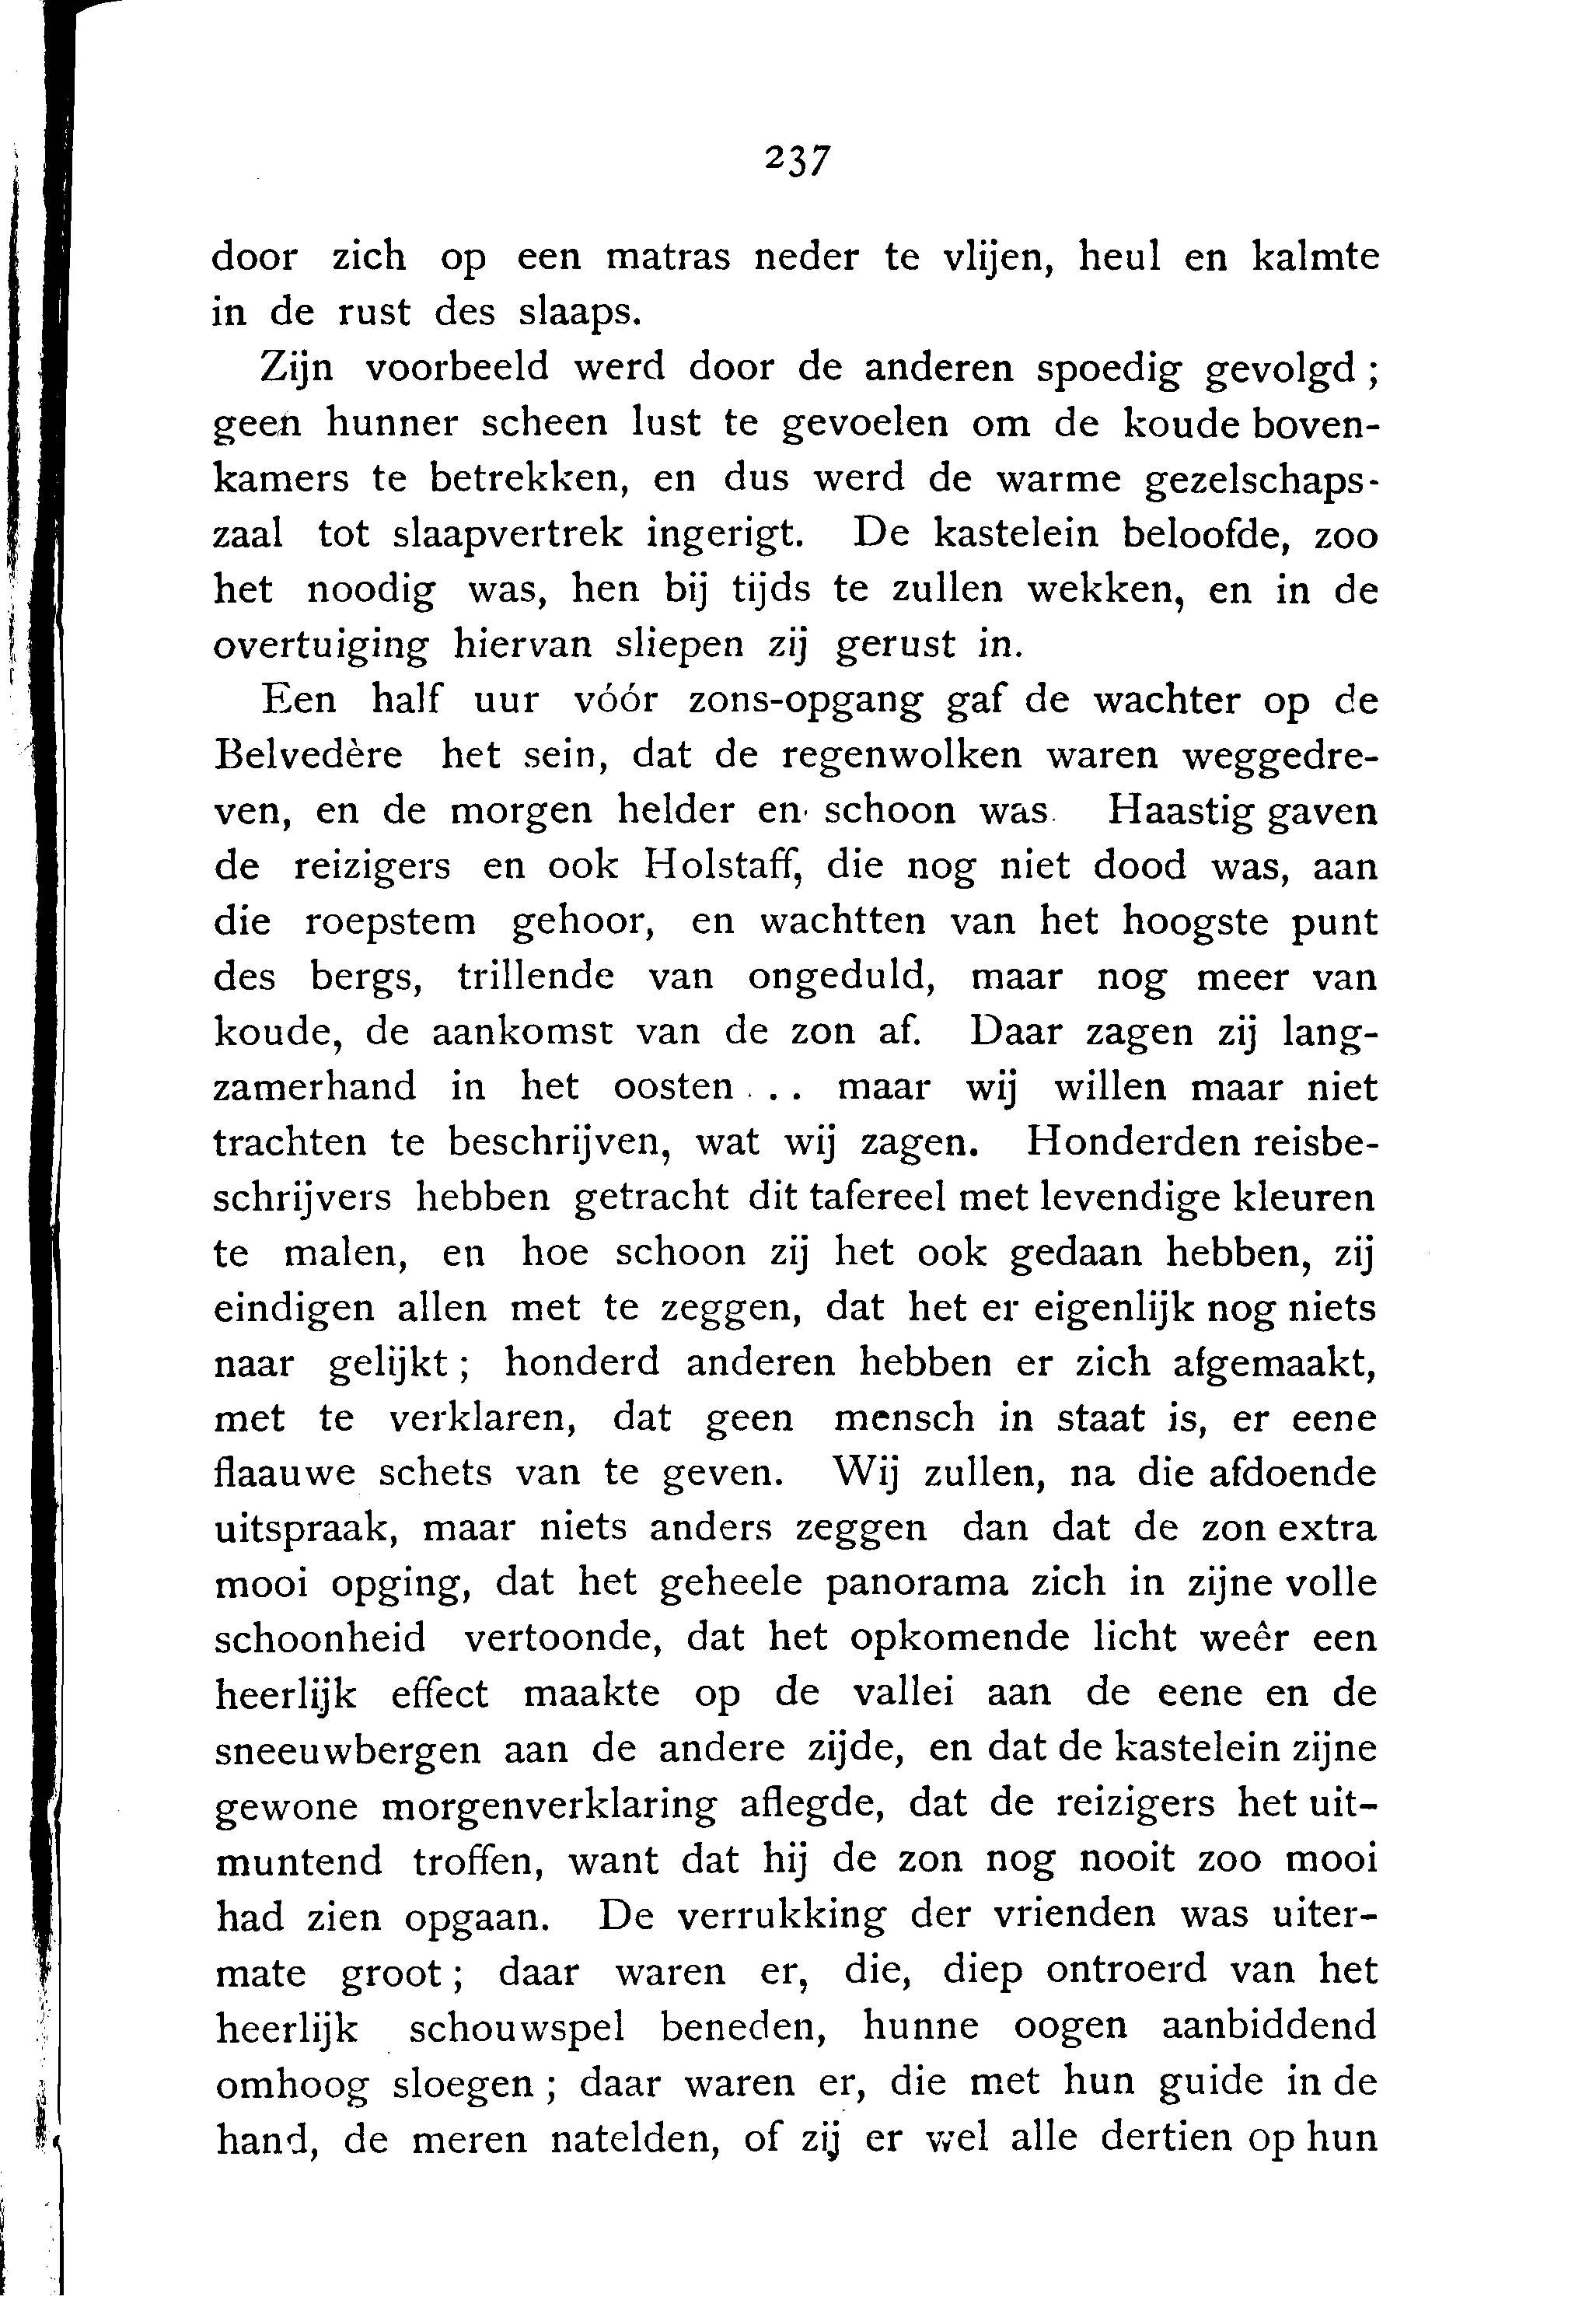 237
door zich op een matras neder te vlijen, heul en kalmte
in de rust des slaaps.
Zijn voorbeeld werd door de anderen spoedig gevolgd ;
geen hunner scheen lust te gevoelen om de koude boven-
kamers te betrekken, en dus werd de warme gezelschaps-
zaal tot slaapvertrek ingerigt. De kastelein beloofde, zoo
het noodig was, hen bij tijds te zullen wekken, en in de
overtuiging hiervan sliepen zij gerust in.
Een half uur vóór zons-opgang gaf de wachter op de
Belvedère het sein, dat de regenwolken waren weggedre-
ven, en de morgen helder en schoon was. Haastig gaven
de reizigers en ook Holstaff, die nog niet dood was, aan
die roepstem gehoor, en wachtten van het hoogste punt
des bergs, trillende van ongeduld, maar nog meer van
koude, de aankomst van de zon af. Daar zagen zij lang-
zamerhand in het oosten . . . maar wij willen maar niet
trachten te beschrijven, wat wij zagen. Honderden reisbe-
schrijvers hebben getracht dit tafereel met levendige kleuren
te malen, en hoe schoon zij het ook gedaan hebben, zij
eindigen allen met te zeggen, dat het er eigenlijk nog niets
naar gelijkt ; honderd anderen hebben er zich afgemaakt,
met te verklaren, dat geen mensch in staat is, er eene
flaauwe schets van te geven. Wij zullen, na die afdoende
uitspraak, maar niets anders zeggen dan dat de zon extra
mooi opging, dat het geheele panorama zich in zijne volle
schoonheid vertoonde, dat het opkomende licht weêr een
heerlijk effect maakte op de vallei aan de eene en de
sneeuwbergen aan de andere zijde, en dat de kastelein zijne
gewone morgenverklaring aflegde, dat de reizigers het uit-
muntend troffen, want dat hij de zon nog nooit zoo mooi
had zien opgaan. De verrukking der vrienden was uiter-
mate groot ; daar waren er, die, diep ontroerd van het
heerlijk schouwspel beneden, hunne oogen aanbiddend
omhoog sloegen ; daar waren er, die met hun guide in de
hand, de meren natelden, of zij er wel alle dertien op hun